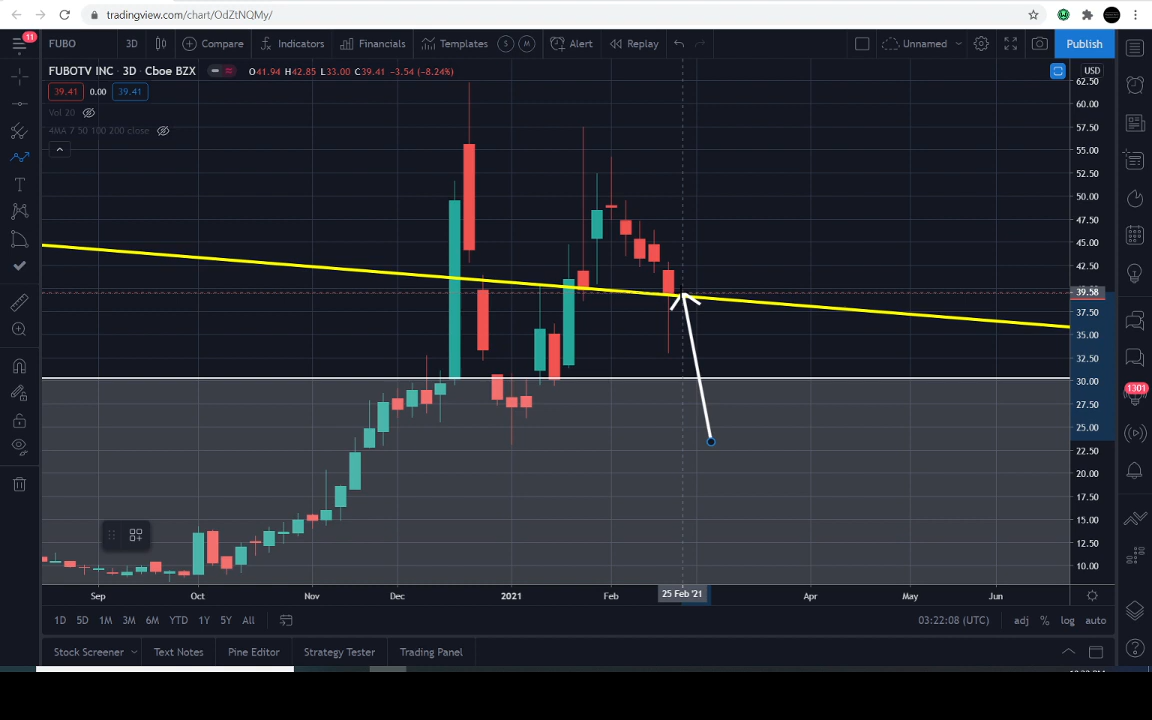 tradingview.com/chart/OdZtNQMy/
11
FUBO 3D Compare Indicators Financials Templates S M Alert Replay Unnamed Publish
FUBOTV INC · 3D · Cboe BZX O41.94 H42.85 L33.00 C39.41 -3.54 (-8.24%) USD
39.41 0.00 39.41
Vol 20
4MA 7 50 100 200 close
62.50
60.00
57.50
55.00
52.50
50.00
47.50
45.00
42.50
39.58
37.50
35.00
32.50
30.00
27.50
25.00
22.50
20.00
17.50
15.00
12.50
10.00
1301
Sep Oct Nov Dec 2021 Feb 25 Feb '21 Apr May Jun
1D 5D 1M 3M 6M YTD 1Y 5Y All 03:22:08 (UTC) adj % log auto
Stock Screener Text Notes Pine Editor Strategy Tester Trading Panel